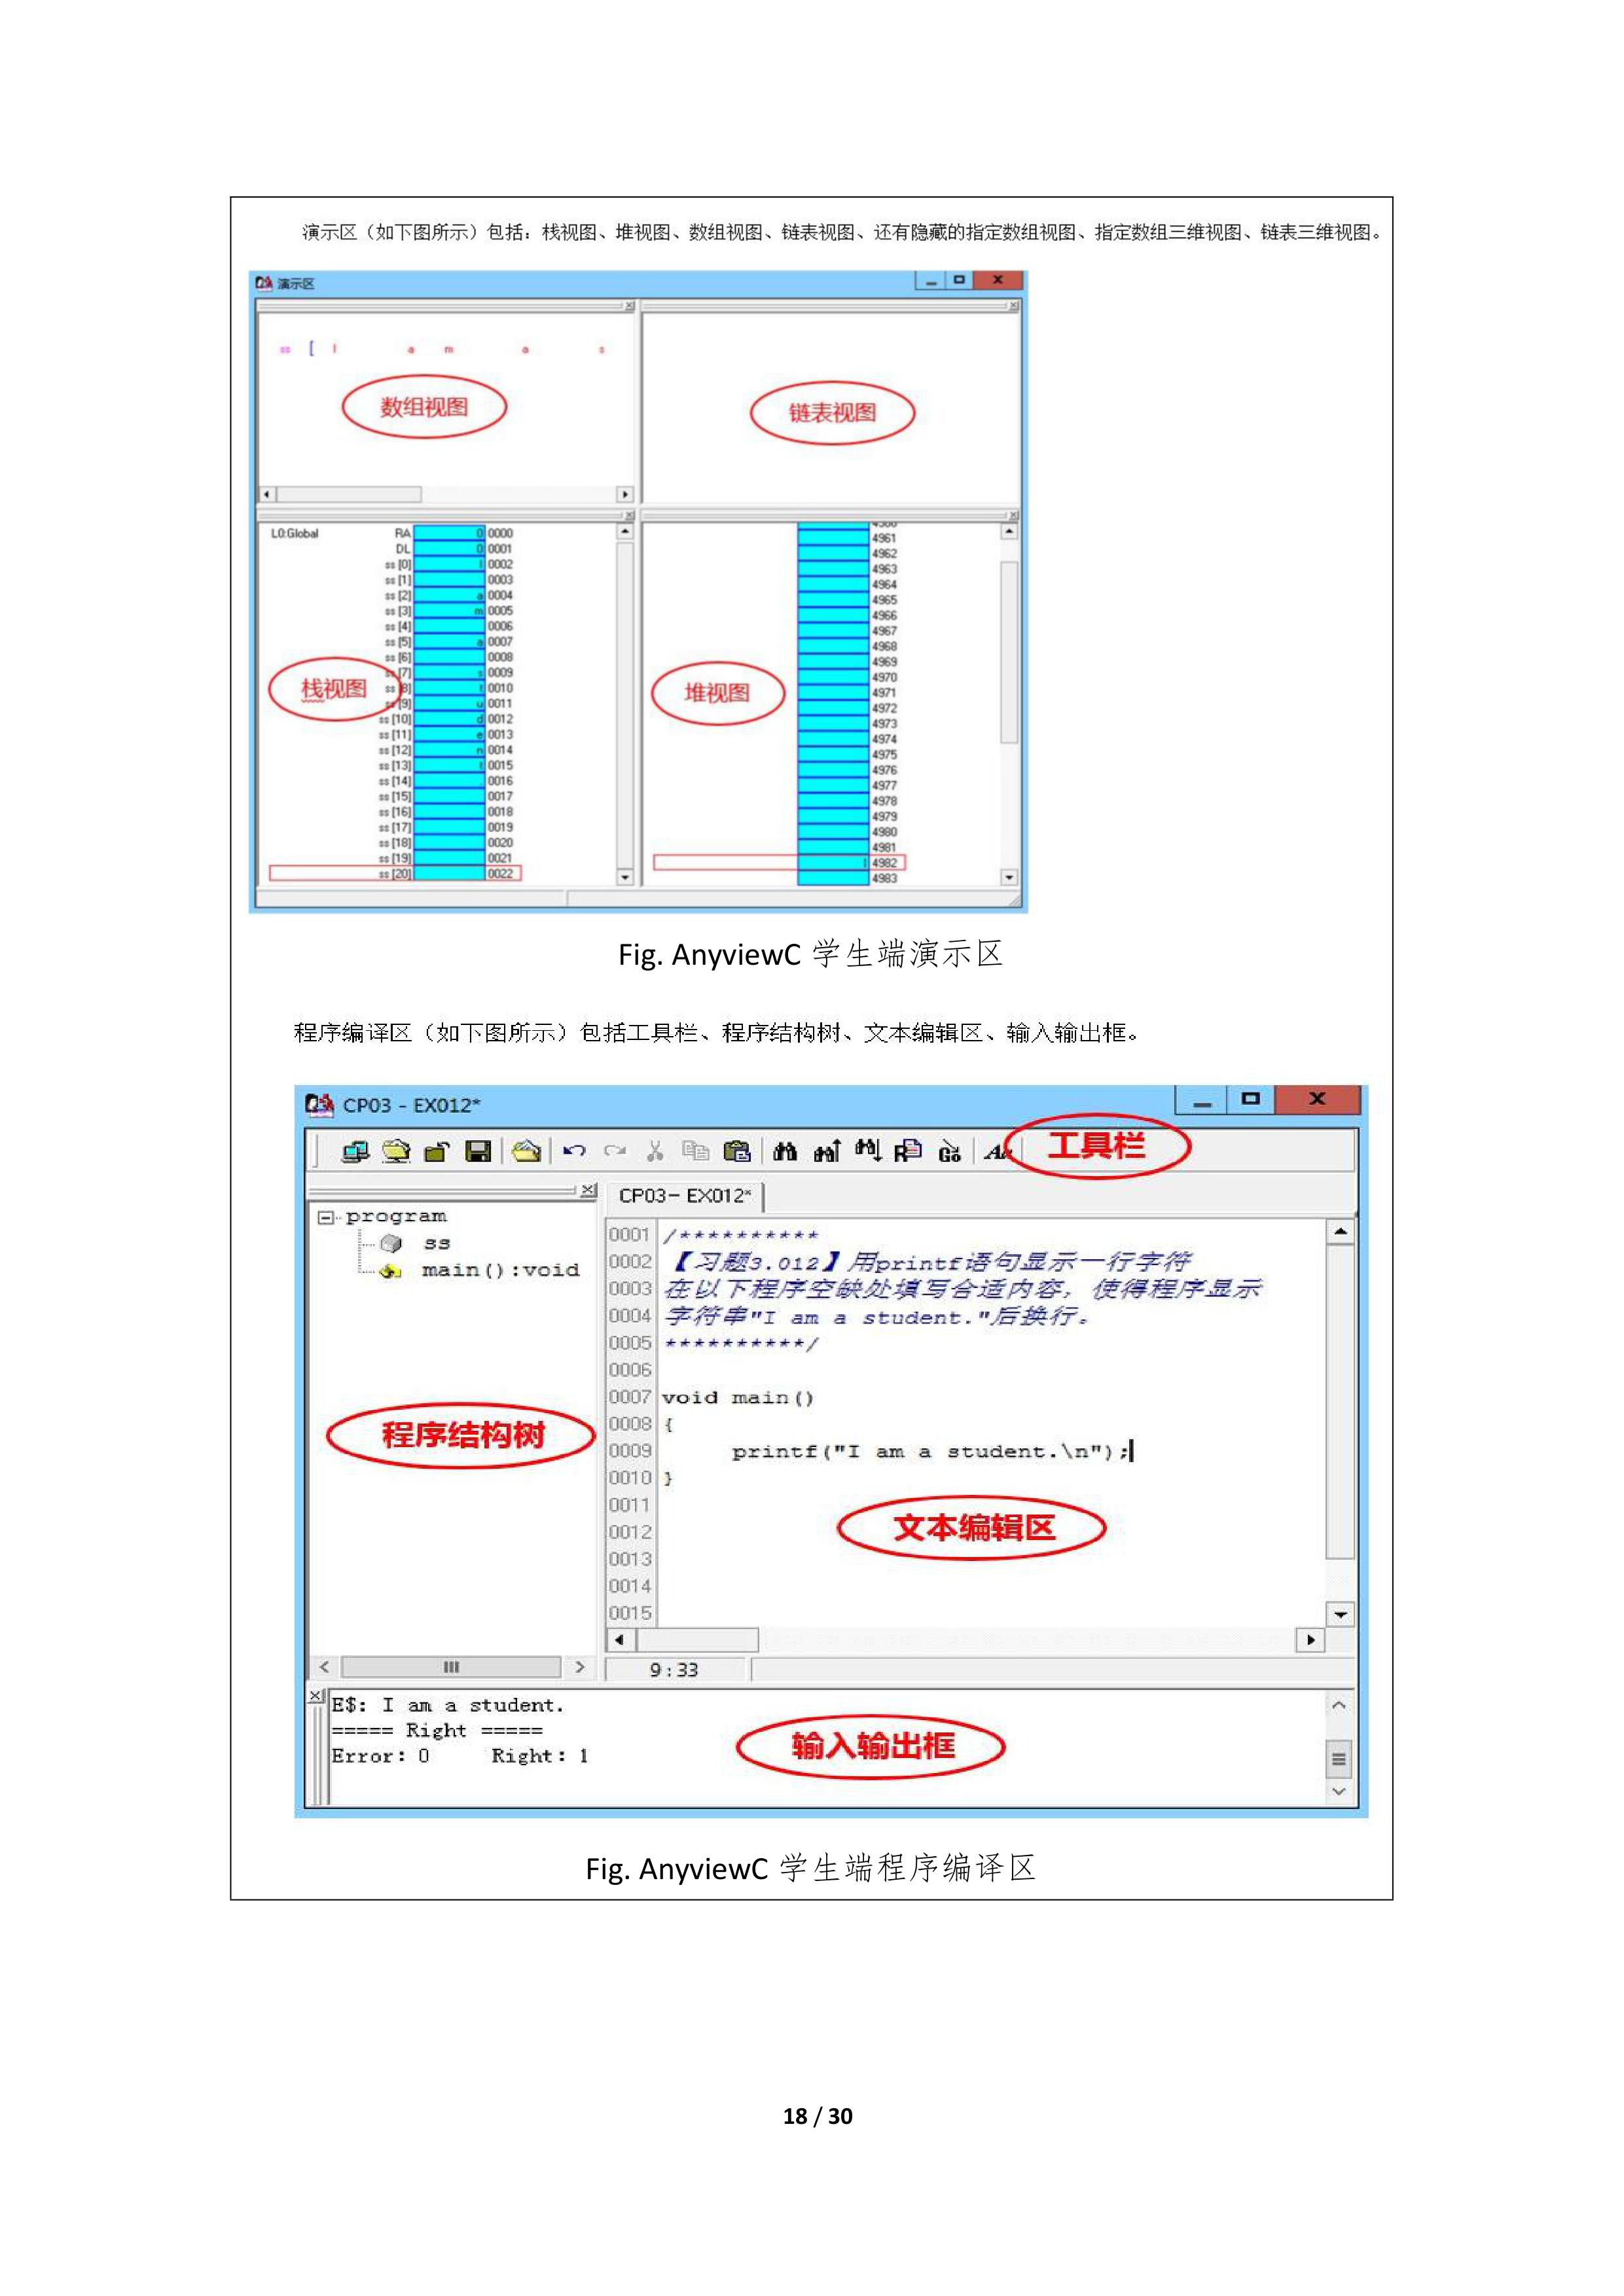 演示区（如下图所示）包括：栈视图、堆视图、数组视图、链表视图、还有隐藏的指定数组视图、指定数组三维视图、链表三维视图。
演示区
ss [ I a m a s
数组视图
链表视图
L0:Global RA 0 0000
DL 0 0001
ss [0] I 0002
ss [1] 0003
ss [2] a 0004
ss [3] m 0005
ss [4] 0006
ss [5] a 0007
ss [6] 0008
ss [7] s 0009
ss [8] t 0010
ss [9] u 0011
ss [10] d 0012
ss [11] e 0013
ss [12] n 0014
ss [13] t 0015
ss [14] . 0016
ss [15] 0017
ss [16] 0018
ss [17] 0019
ss [18] 0020
ss [19] 0021
ss [20] 0022
栈视图
4960
4961
4962
4963
4964
4965
4966
4967
4968
4969
4970
4971
4972
4973
4974
4975
4976
4977
4978
4979
4980
4981
I 4982
4983
堆视图
Fig. AnyviewC 学生端演示区
程序编译区（如下图所示）包括工具栏、程序结构树、文本编辑区、输入输出框。
CP03 - EX012*
工具栏
program
ss
main():void
程序结构树
CP03- EX012*
0001 /**********
0002 【习题3.012】用printf语句显示一行字符
0003 在以下程序空缺处填写合适内容，使得程序显示
0004 字符串"I am a student."后换行。
0005 **********/
0006
0007 void main()
0008 {
0009 printf("I am a student.\n");
0010 }
0011
0012
0013
0014
0015
文本编辑区
9:33
E$: I am a student.
===== Right =====
Error: 0 Right: 1
输入输出框
Fig. AnyviewC 学生端程序编译区
18 / 30